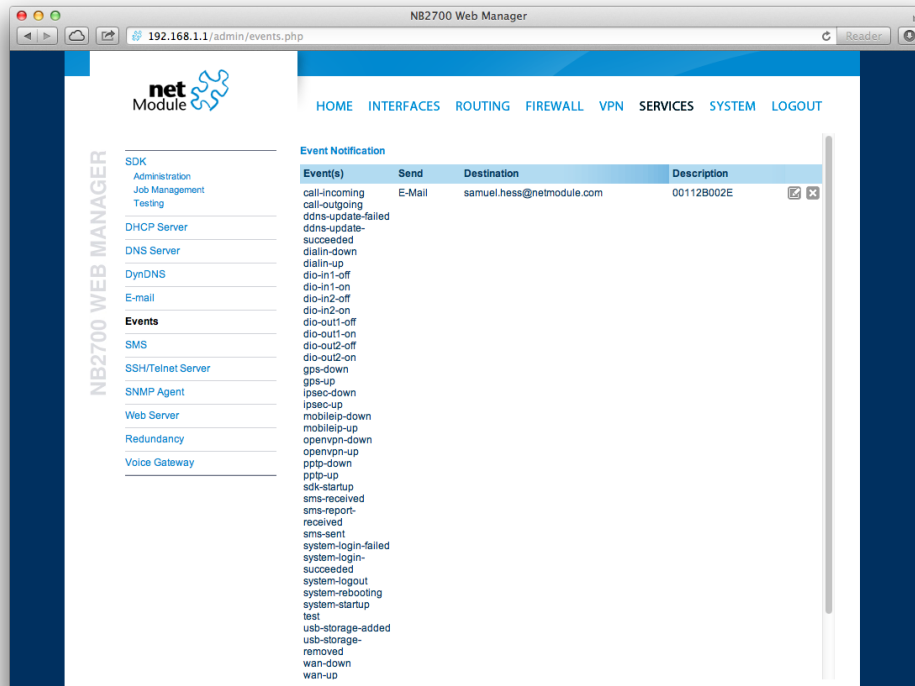 NB2700 Web Manager
192.168.1.1/admin/events.php
Reader
net
Module
HOME INTERFACES ROUTING FIREWALL VPN SERVICES SYSTEM LOGOUT
NB2700 WEB MANAGER
SDK
Administration
Job Management
Testing
DHCP Server
DNS Server
DynDNS
E-mail
Events
SMS
SSH/Telnet Server
SNMP Agent
Web Server
Redundancy
Voice Gateway
Event Notification
Event(s) Send Destination Description
call-incoming E-Mail samuel.hess@netmodule.com 00112B002E
call-outgoing
ddns-update-failed
ddns-update-
succeeded
dialin-down
dialin-up
dio-in1-off
dio-in1-on
dio-in2-off
dio-in2-on
dio-out1-off
dio-out1-on
dio-out2-off
dio-out2-on
gps-down
gps-up
ipsec-down
ipsec-up
mobileip-down
mobileip-up
openvpn-down
openvpn-up
pptp-down
pptp-up
sdk-startup
sms-received
sms-report-
received
sms-sent
system-login-failed
system-login-
succeeded
system-logout
system-rebooting
system-startup
test
usb-storage-added
usb-storage-
removed
wan-down
wan-up